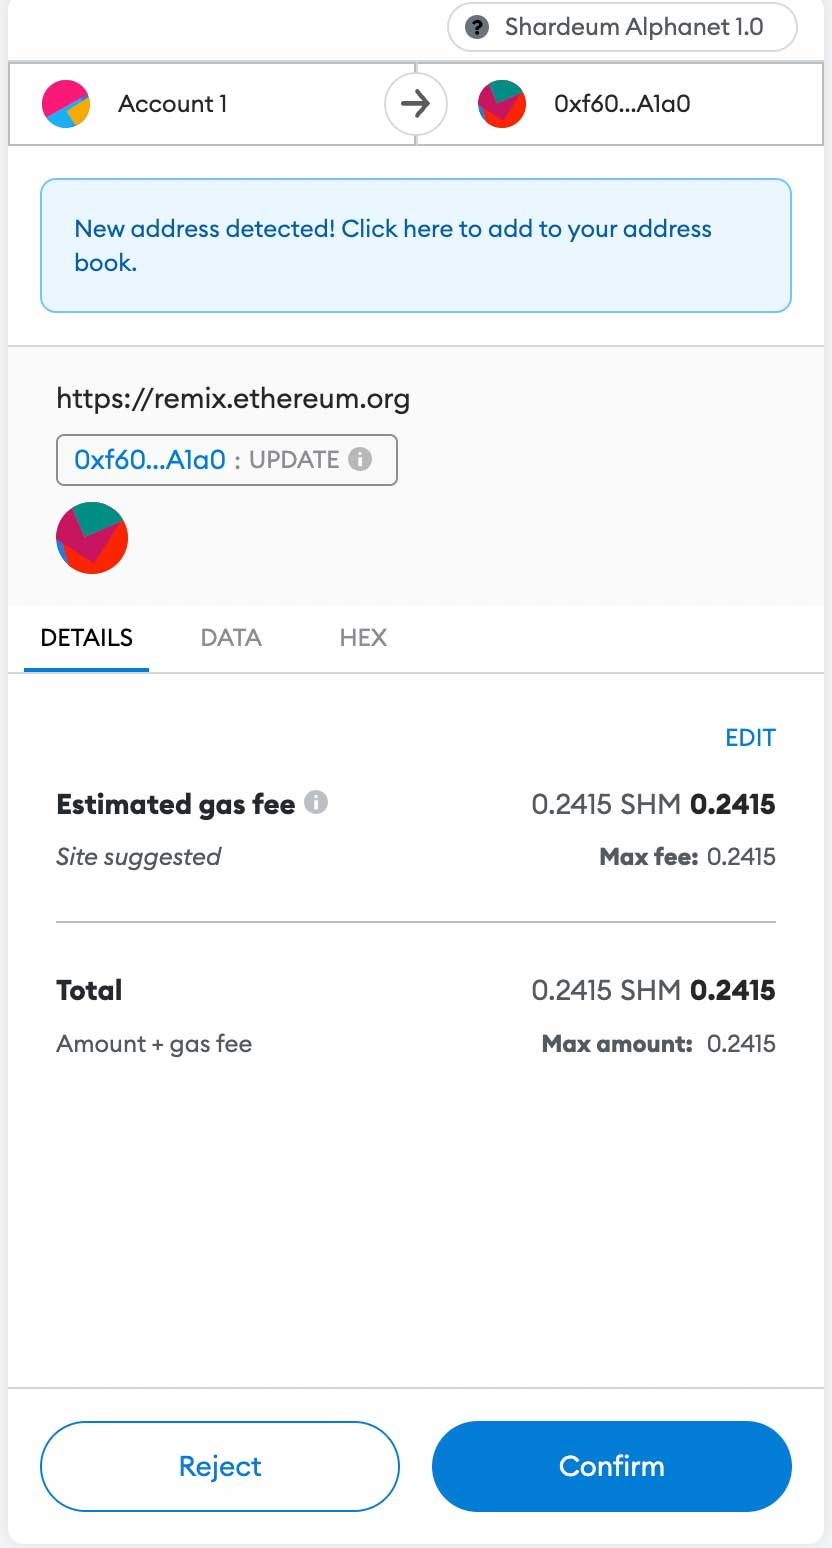 Shardeum Alphanet 1.0
Account 1
0xf60...A1a0
New address detected! Click here to add to your address
book.
https://remix.ethereum.org
0xf60...A1a0 : UPDATE
DETAILS
DATA
HEX
EDIT
Estimated gas fee
0.2415 SHM 0.2415
Site suggested
Max fee: 0.2415
Total
0.2415 SHM 0.2415
Amount + gas fee
Max amount: 0.2415
Reject
Confirm